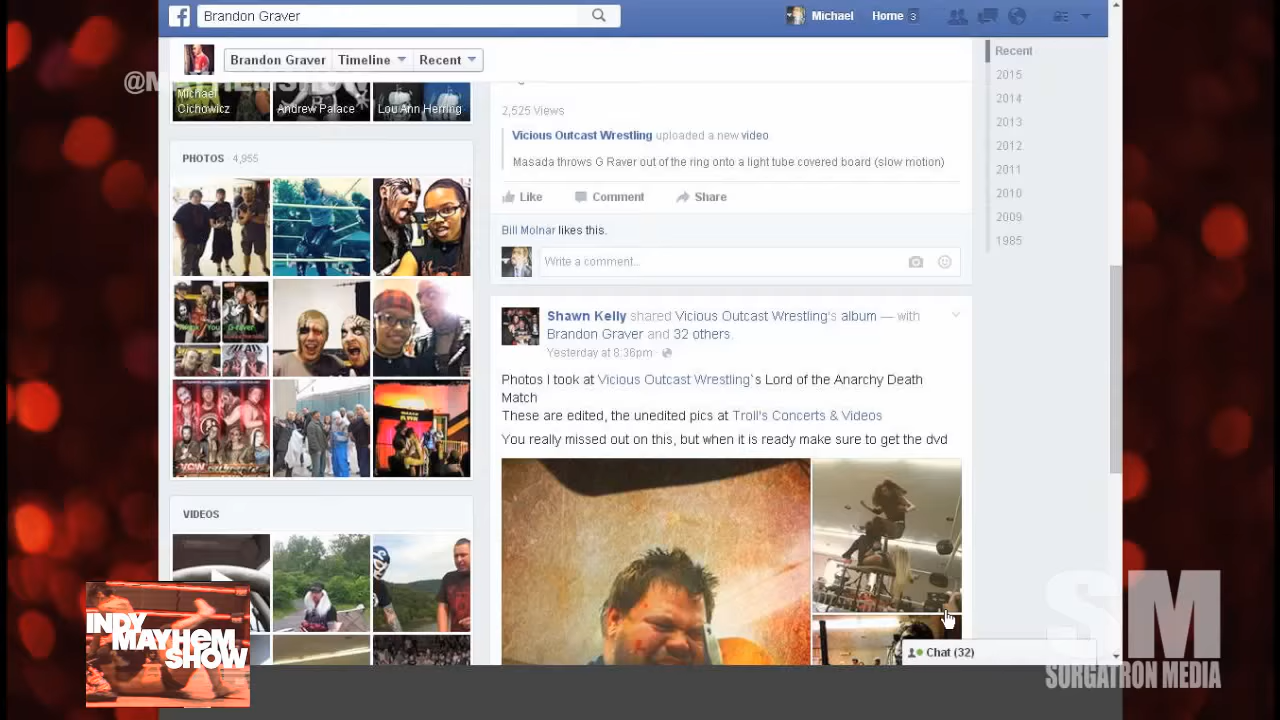 Brandon Graver
Michael
Home 3
Brandon Graver
Timeline
Recent
Michael
Cichowicz
Andrew Palace
Lou Ann Herring
PHOTOS · 4,955
VIDEOS
2,525 Views
Vicious Outcast Wrestling uploaded a new video
Masada throws G Raver out of the ring onto a light tube covered board (slow motion)
Like
Comment
Share
Bill Molnar likes this.
Write a comment...
Shawn Kelly shared Vicious Outcast Wrestling's album — with
Brandon Graver and 32 others.
Yesterday at 8:36pm ·
Photos I took at Vicious Outcast Wrestling`s Lord of the Anarchy Death
Match
These are edited, the unedited pics at Troll's Concerts & Videos
You really missed out on this, but when it is ready make sure to get the dvd
Chat (32)
Recent
2015
2014
2013
2012
2011
2010
2009
1985
INDY
MAYHEM
SHOW
SM
SORGATRON MEDIA